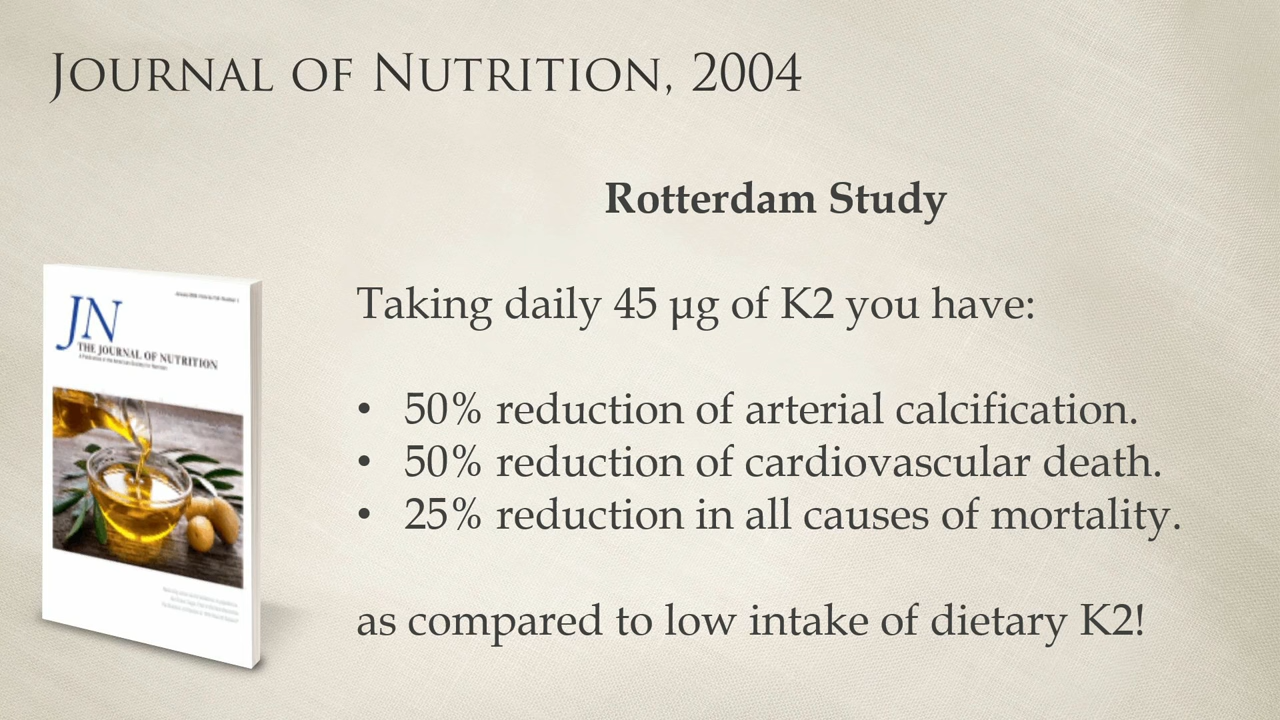 Journal of Nutrition, 2004
Rotterdam Study
Taking daily 45 µg of K2 you have:
• 50% reduction of arterial calcification.
• 50% reduction of cardiovascular death.
• 25% reduction in all causes of mortality.
as compared to low intake of dietary K2!
JN
THE JOURNAL OF NUTRITION